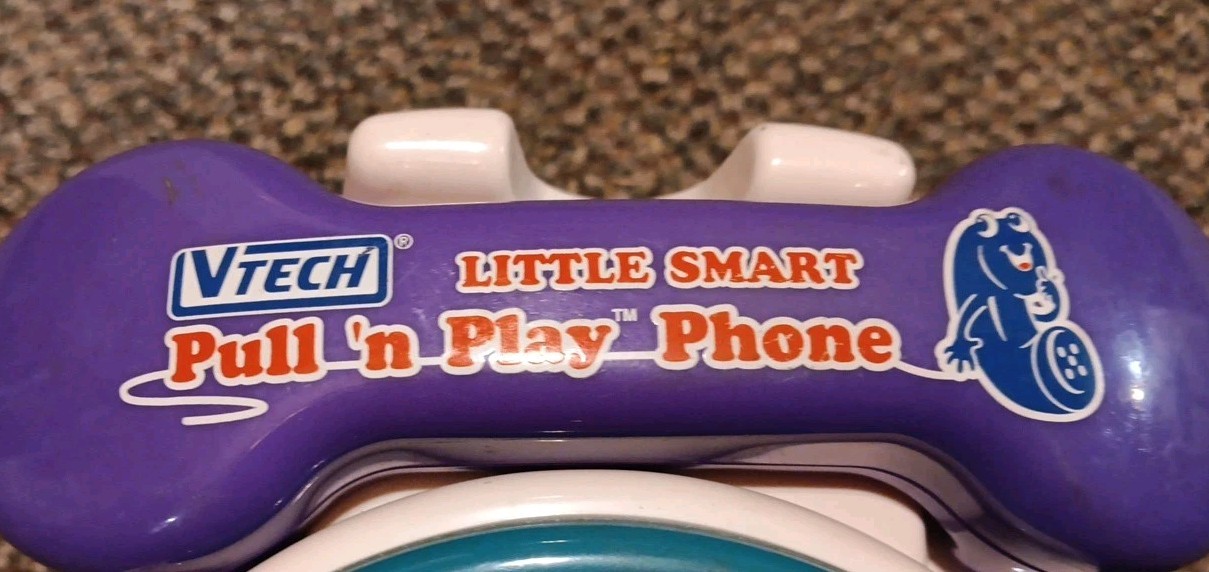 VTECH®
LITTLE SMART
Pull 'n Play™ Phone